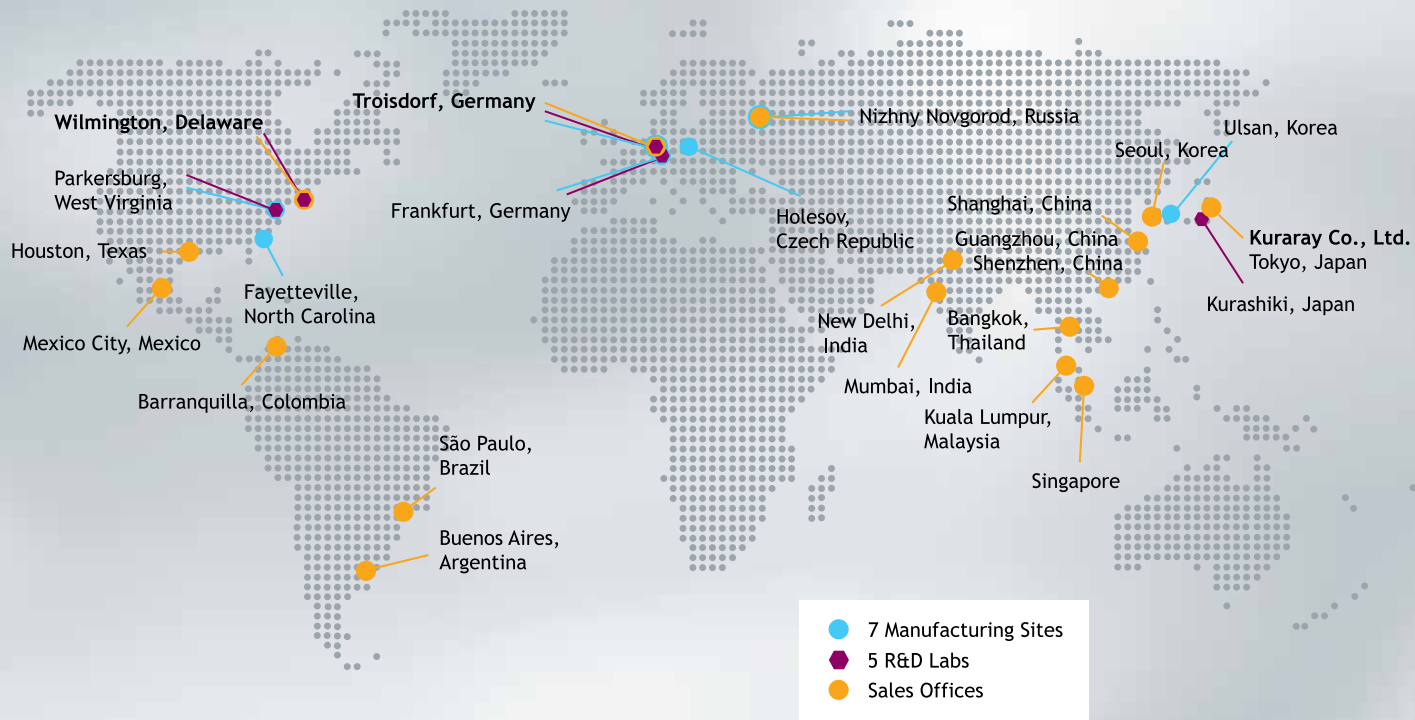 Troisdorf, Germany
Wilmington, Delaware
Nizhny Novgorod, Russia
Ulsan, Korea
Seoul, Korea
Parkersburg,
West Virginia
Frankfurt, Germany
Holesov,
Czech Republic
Shanghai, China
Guangzhou, China
Shenzhen, China
Kuraray Co., Ltd.
Tokyo, Japan
Houston, Texas
Fayetteville,
North Carolina
Kurashiki, Japan
Mexico City, Mexico
New Delhi,
India
Bangkok,
Thailand
Mumbai, India
Barranquilla, Colombia
Kuala Lumpur,
Malaysia
São Paulo,
Brazil
Singapore
Buenos Aires,
Argentina
7 Manufacturing Sites
5 R&D Labs
Sales Offices